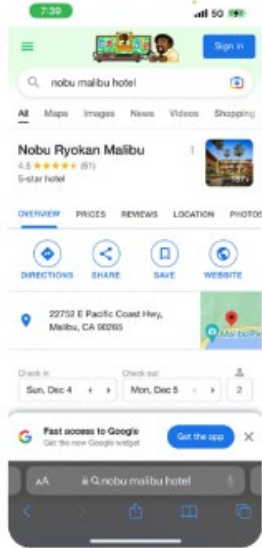 7:39
5G
Sign in
nobu malibu hotel
All Maps Images News Videos Shopping
Nobu Ryokan Malibu
4.5 (61)
5-star hotel
OVERVIEW PRICES REVIEWS LOCATION PHOTOS
DIRECTIONS SHARE SAVE WEBSITE
22752 E Pacific Coast Hwy,
Malibu, CA 90265
Check in Check out
Sun, Dec 4 Mon, Dec 5 2
Fast access to Google
Get the new Google widget
Get the app
AA nobu malibu hotel